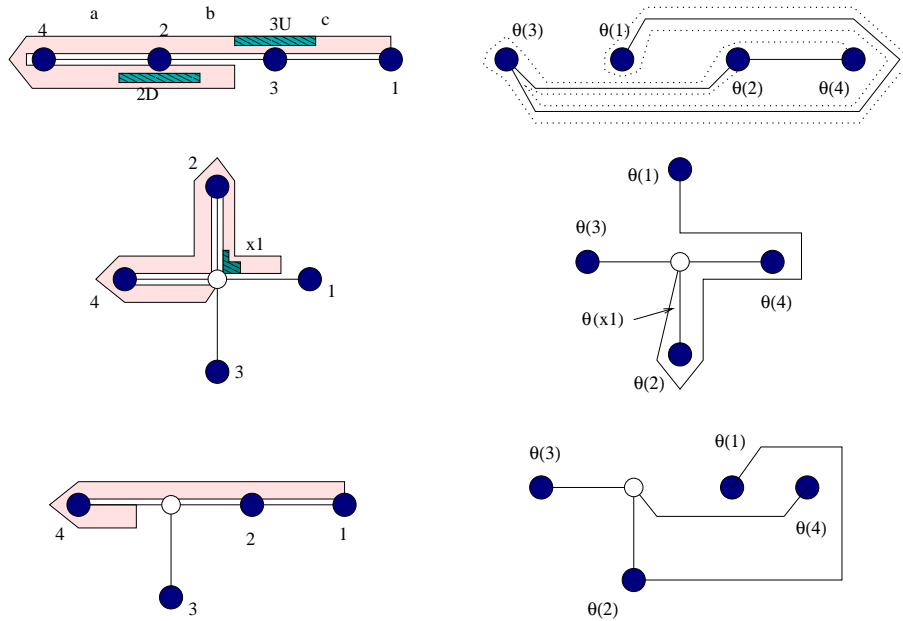 a b 3U c
4 2
2D 3 1
θ(3) θ(1)
θ(2) θ(4)
2
x1
4 1
3
θ(1)
θ(3)
θ(4)
θ(x1)
θ(2)
4 2 1
3
θ(1)
θ(3)
θ(4)
θ(2)